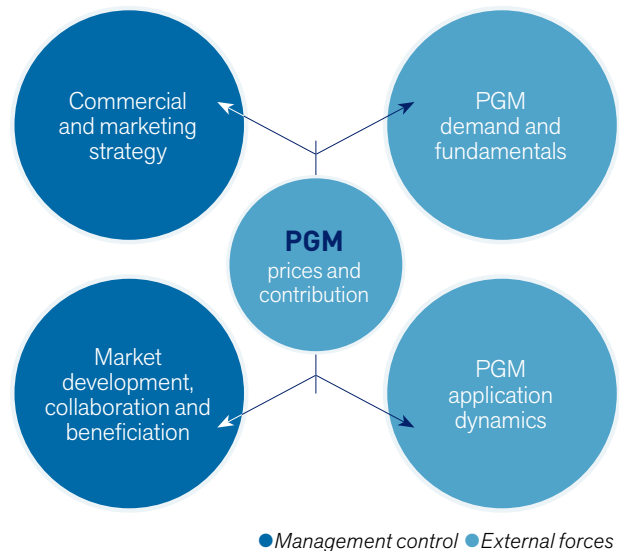 Commercial
and marketing
strategy
PGM
demand and
fundamentals
PGM
prices and
contribution
Market
development,
collaboration and
beneficiation
PGM
application
dynamics
Management control External forces